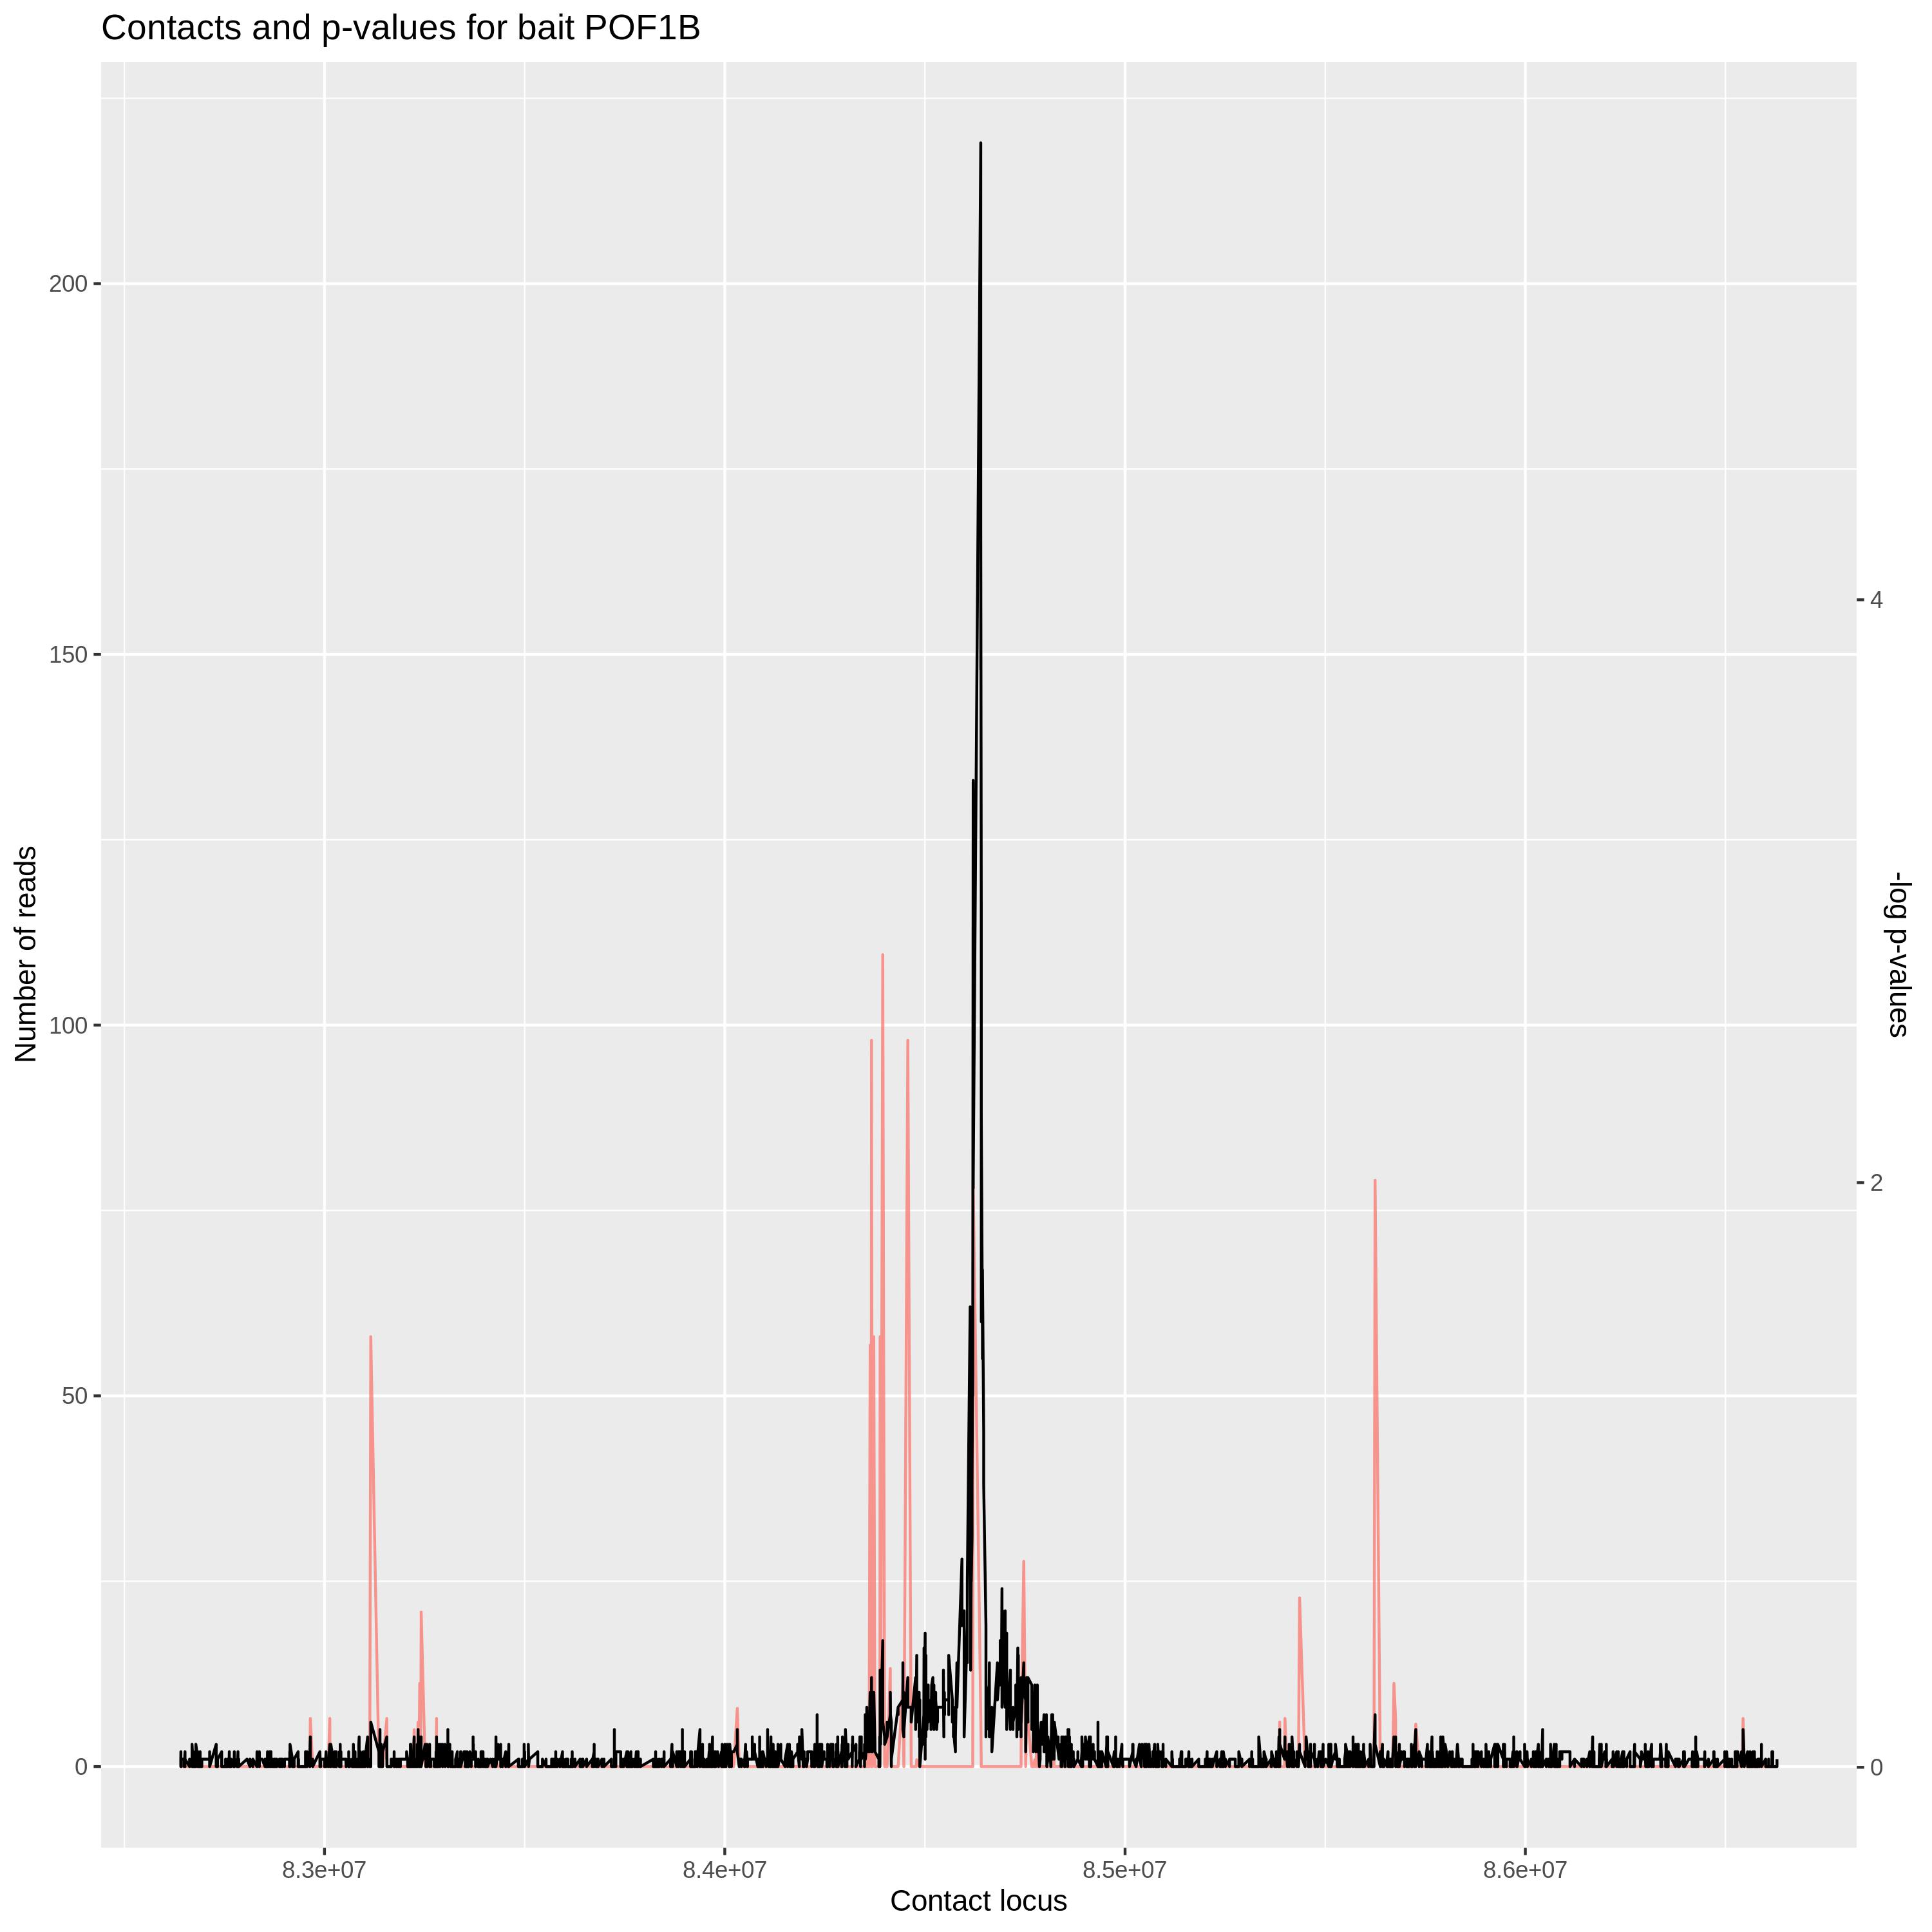 Contacts and p-values for bait POF1B
Number of reads
200
150
100
50
0
4
2
0
-log p-values
8.3e+07
8.4e+07
8.5e+07
8.6e+07
Contact locus